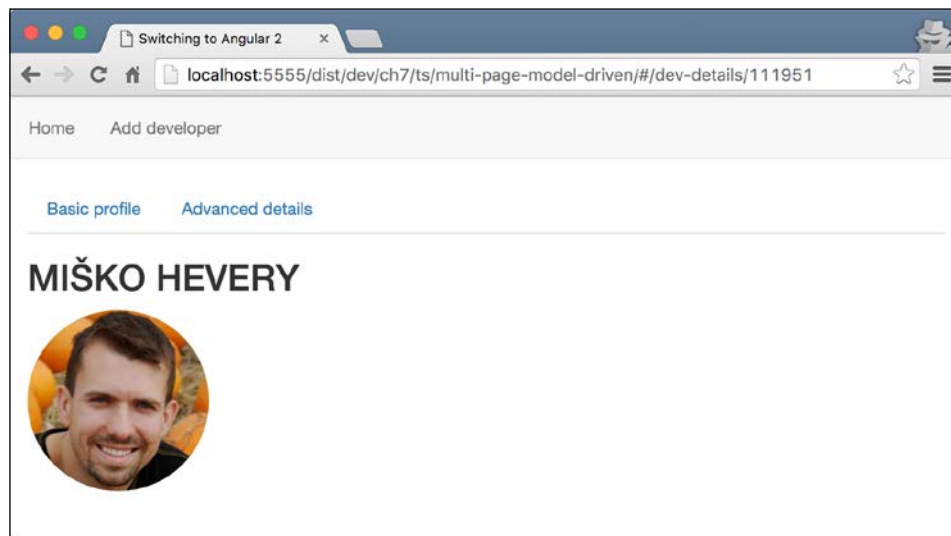 Switching to Angular 2
localhost:5555/dist/dev/ch7/ts/multi-page-model-driven/#/dev-details/111951
Home Add developer
Basic profile Advanced details
MIŠKO HEVERY